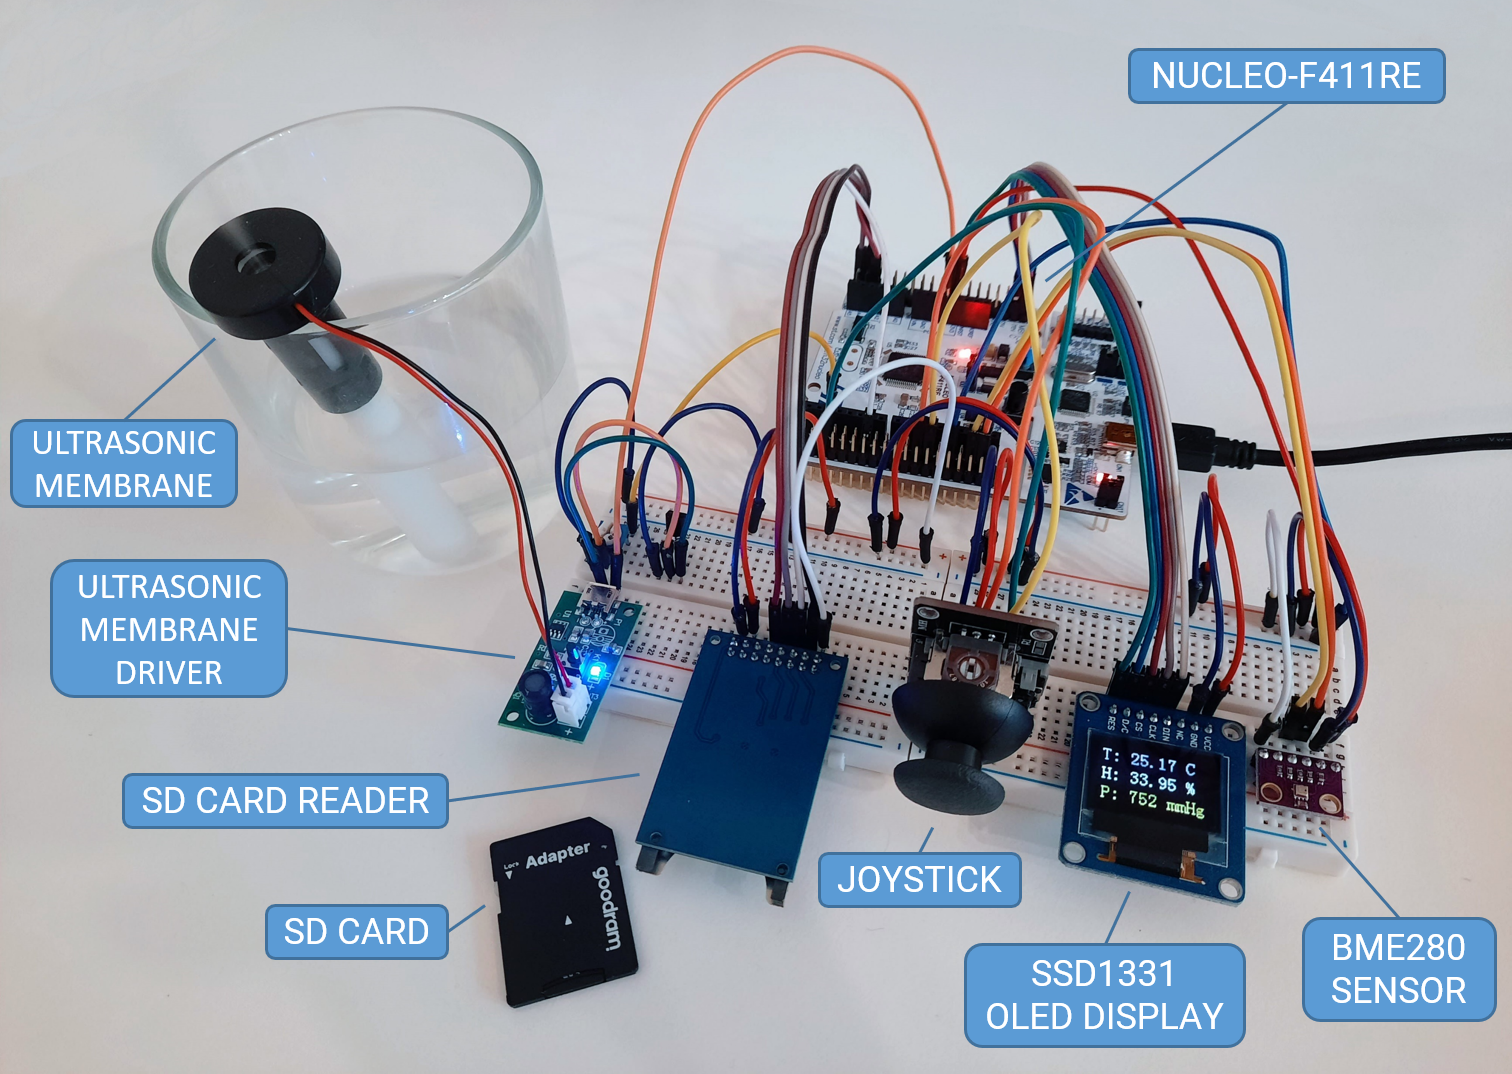 NUCLEO-F411RE
ULTRASONIC
MEMBRANE
ULTRASONIC
MEMBRANE
DRIVER
SD CARD READER
SD CARD
JOYSTICK
SSD1331
OLED DISPLAY
BME280
SENSOR
RES
D/C
CS
CLK
DIN
NC
GND
VCC
T: 25.17 C
H: 33.95 %
P: 752 mmHg
Adapter
goodram